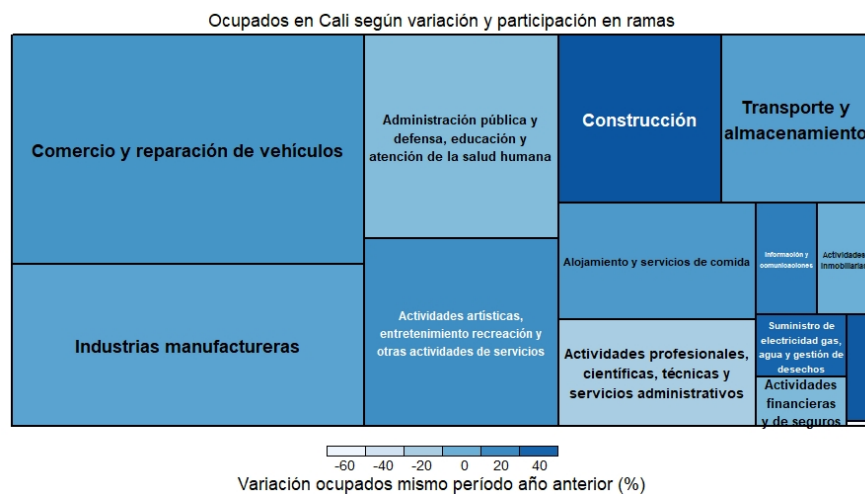 Ocupados en Cali según variación y participación en ramas
Comercio y reparación de vehículos
Industrias manufactureras
Administración pública y
defensa, educación y
atención de la salud humana
Actividades artísticas,
entretenimiento recreación y
otras actividades de servicios
Construcción
Transporte y
almacenamiento
Alojamiento y servicios de comida
Información y
comunicaciones
Actividades
inmobiliarias
Actividades profesionales,
científicas, técnicas y
servicios administrativos
Suministro de
electricidad gas,
agua y gestión de
desechos
Actividades
financieras
y de seguros
-60 -40 -20 0 20 40
Variación ocupados mismo período año anterior (%)